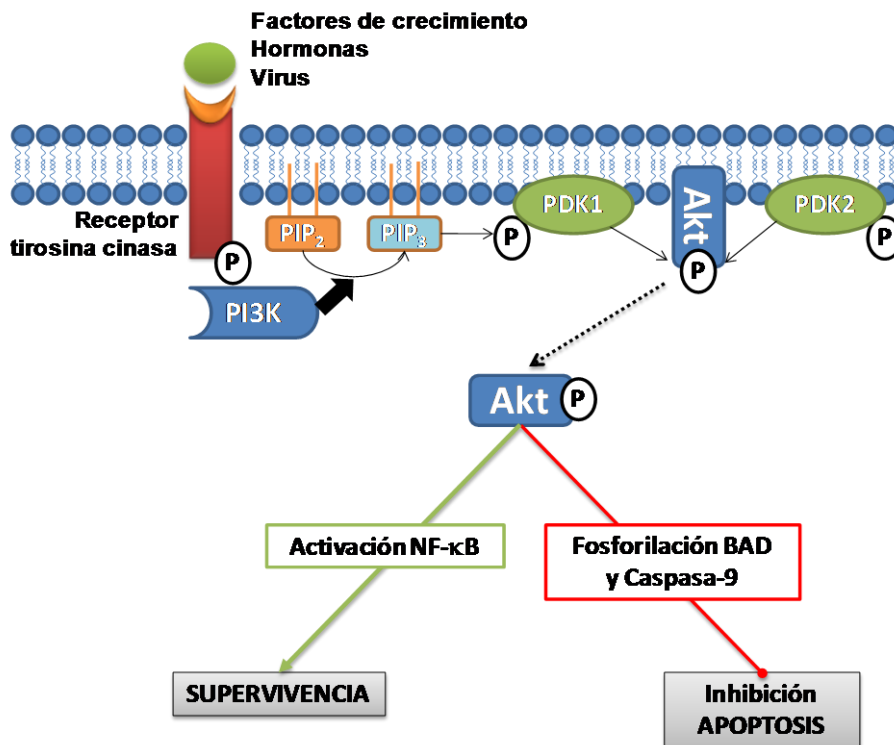 Factores de crecimiento
Hormonas
Virus
Receptor
tirosina cinasa
P
PI3K
PIP2
PIP3
P
PDK1
Akt
P
PDK2
P
Akt
P
Activación NF-κB
Fosforilación BAD
y Caspasa-9
SUPERVIVENCIA
Inhibición
APOPTOSIS